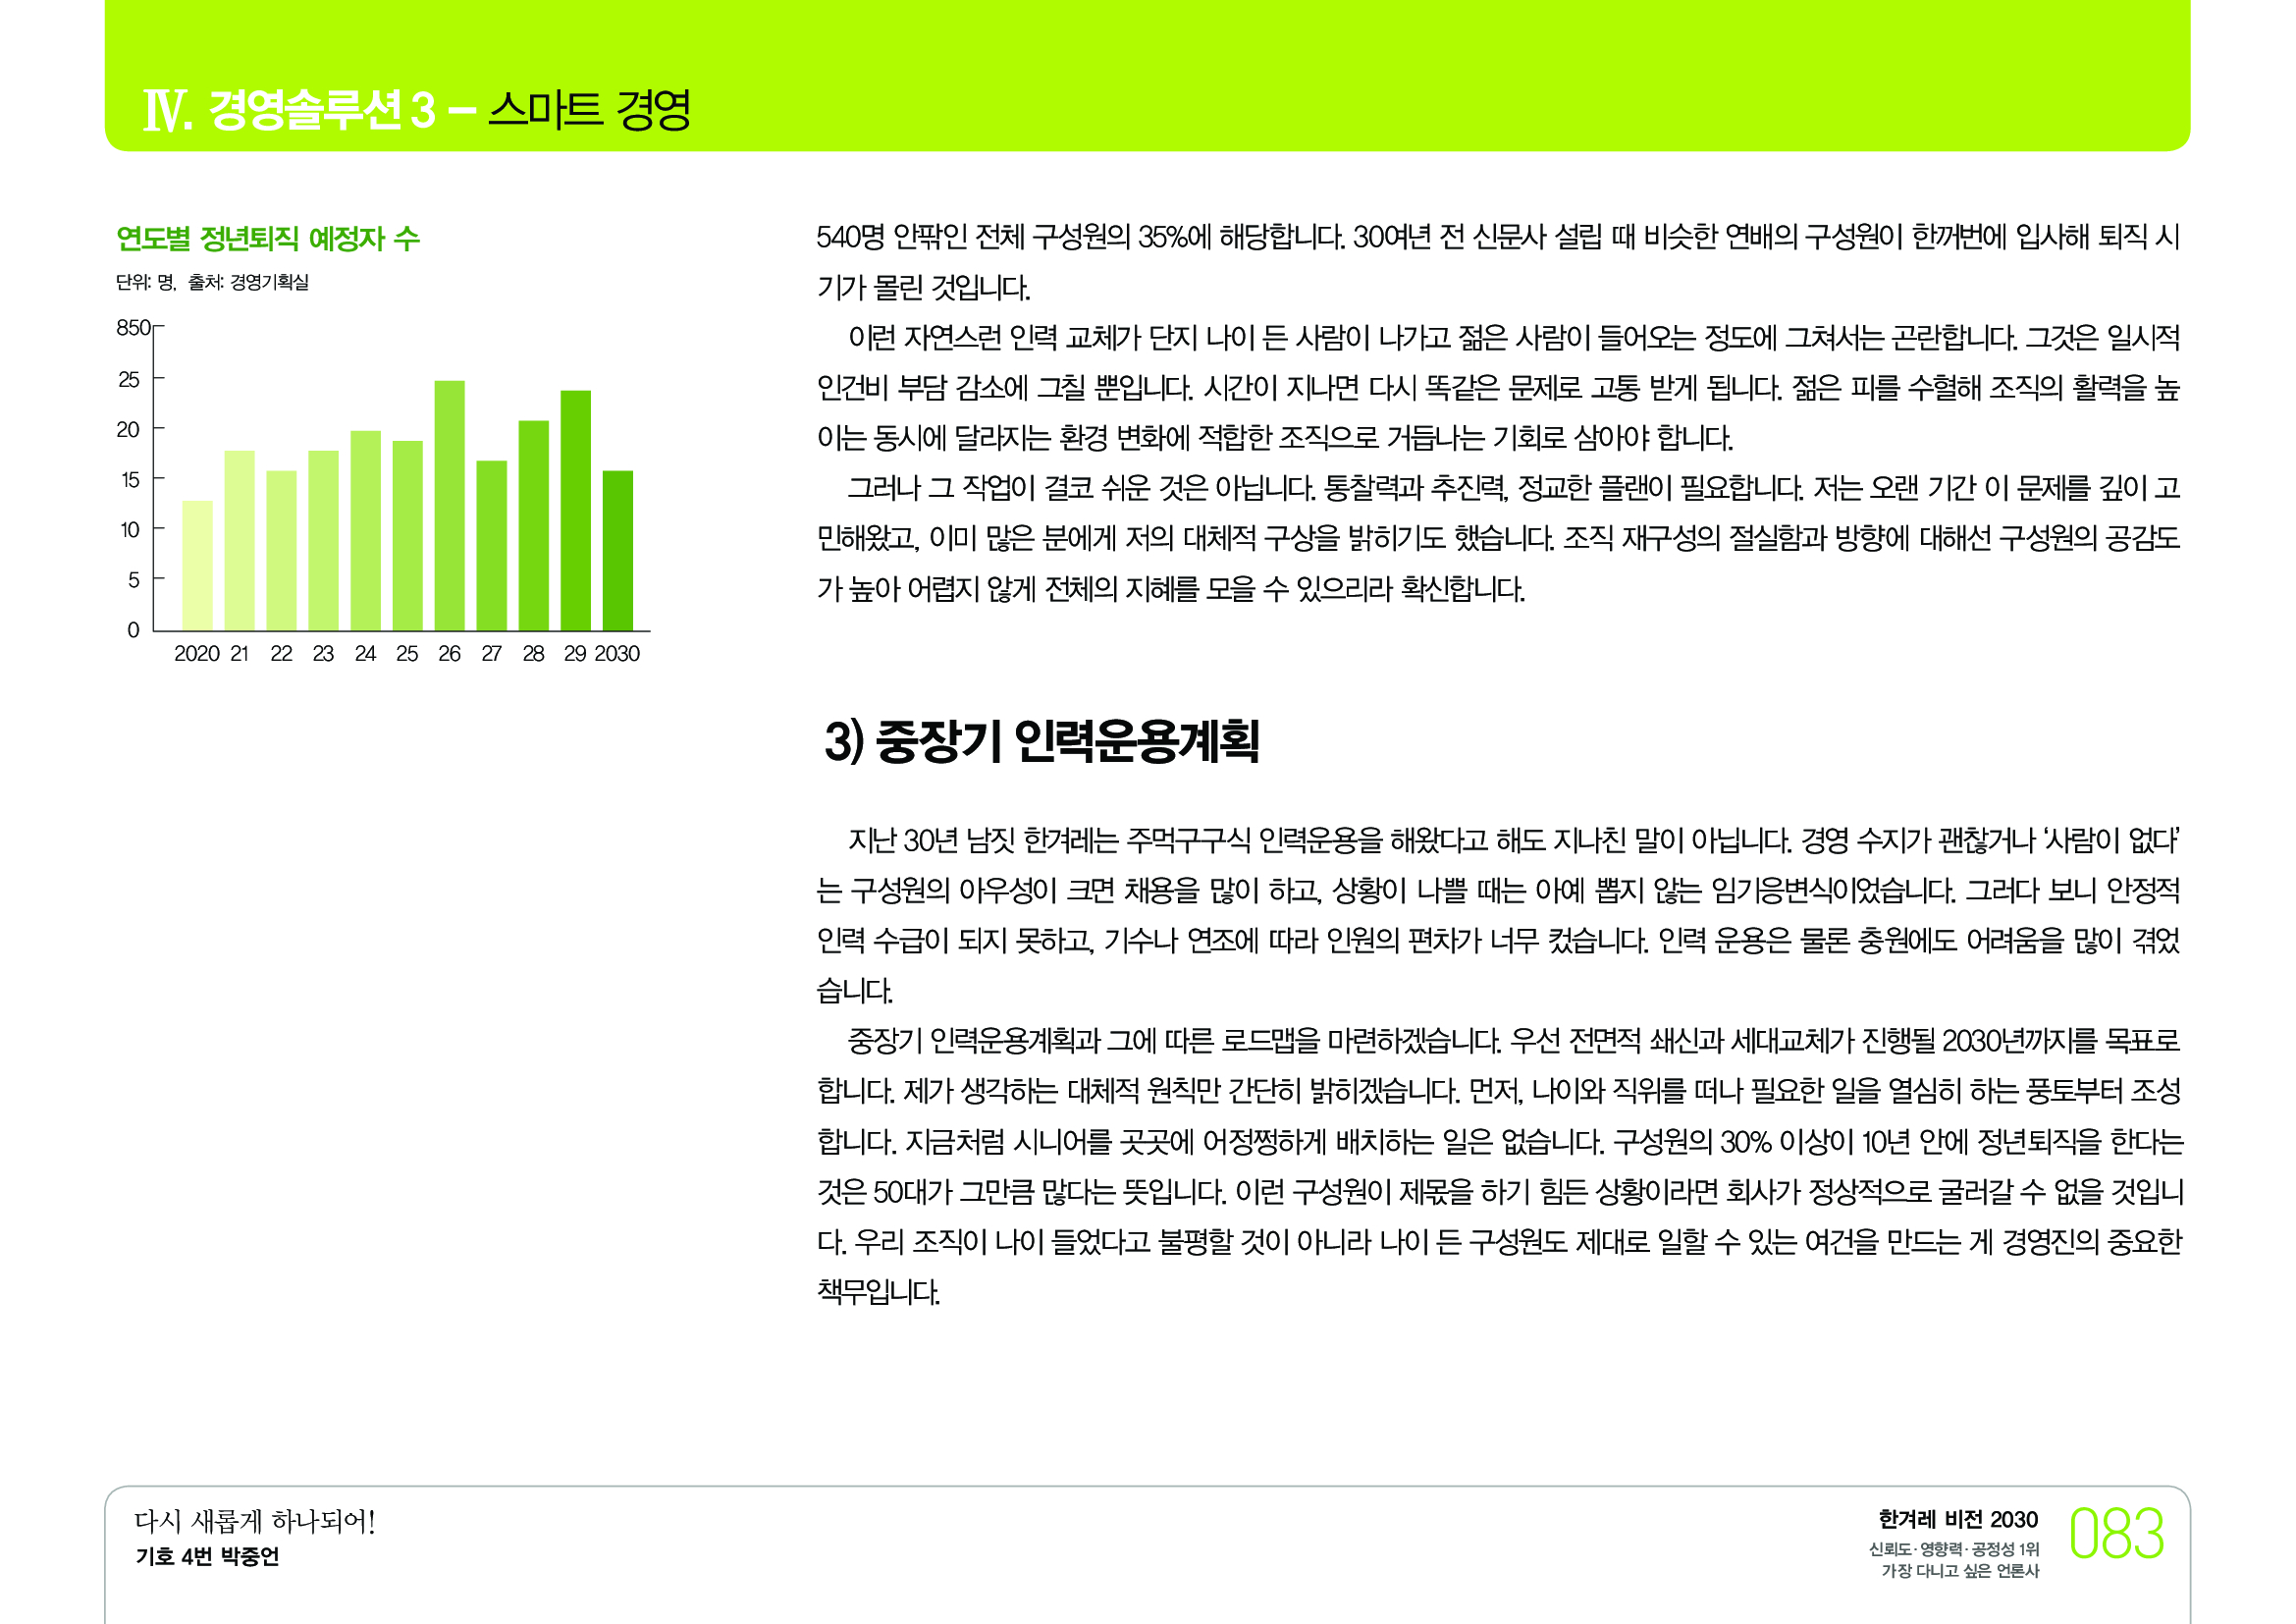 Ⅳ. 경영솔루션 3 – 스마트 경영
연도별 정년퇴직 예정자 수
단위: 명, 출처: 경영기획실
850
25
20
15
10
5
0
2020 21 22 23 24 25 26 27 28 29 2030
540명 안팎인 전체 구성원의 35%에 해당합니다. 30여년 전 신문사 설립 때 비슷한 연배의 구성원이 한꺼번에 입사해 퇴직 시
기가 몰린 것입니다.
이런 자연스런 인력 교체가 단지 나이 든 사람이 나가고 젊은 사람이 들어오는 정도에 그쳐서는 곤란합니다. 그것은 일시적
인건비 부담 감소에 그칠 뿐입니다. 시간이 지나면 다시 똑같은 문제로 고통 받게 됩니다. 젊은 피를 수혈해 조직의 활력을 높
이는 동시에 달라지는 환경 변화에 적합한 조직으로 거듭나는 기회로 삼아야 합니다.
그러나 그 작업이 결코 쉬운 것은 아닙니다. 통찰력과 추진력, 정교한 플랜이 필요합니다. 저는 오랜 기간 이 문제를 깊이 고
민해왔고, 이미 많은 분에게 저의 대체적 구상을 밝히기도 했습니다. 조직 재구성의 절실함과 방향에 대해선 구성원의 공감도
가 높아 어렵지 않게 전체의 지혜를 모을 수 있으리라 확신합니다.
3) 중장기 인력운용계획
지난 30년 남짓 한겨레는 주먹구구식 인력운용을 해왔다고 해도 지나친 말이 아닙니다. 경영 수지가 괜찮거나 ‘사람이 없다’
는 구성원의 아우성이 크면 채용을 많이 하고, 상황이 나쁠 때는 아예 뽑지 않는 임기응변식이었습니다. 그러다 보니 안정적
인력 수급이 되지 못하고, 기수나 연조에 따라 인원의 편차가 너무 컸습니다. 인력 운용은 물론 충원에도 어려움을 많이 겪었
습니다.
중장기 인력운용계획과 그에 따른 로드맵을 마련하겠습니다. 우선 전면적 쇄신과 세대교체가 진행될 2030년까지를 목표로
합니다. 제가 생각하는 대체적 원칙만 간단히 밝히겠습니다. 먼저, 나이와 직위를 떠나 필요한 일을 열심히 하는 풍토부터 조성
합니다. 지금처럼 시니어를 곳곳에 어정쩡하게 배치하는 일은 없습니다. 구성원의 30% 이상이 10년 안에 정년퇴직을 한다는
것은 50대가 그만큼 많다는 뜻입니다. 이런 구성원이 제몫을 하기 힘든 상황이라면 회사가 정상적으로 굴러갈 수 없을 것입니
다. 우리 조직이 나이 들었다고 불평할 것이 아니라 나이 든 구성원도 제대로 일할 수 있는 여건을 만드는 게 경영진의 중요한
책무입니다.
다시 새롭게 하나되어!
기호 4번 박중언
한겨레 비전 2030
신뢰도·영향력·공정성 1위
가장 다니고 싶은 언론사
083